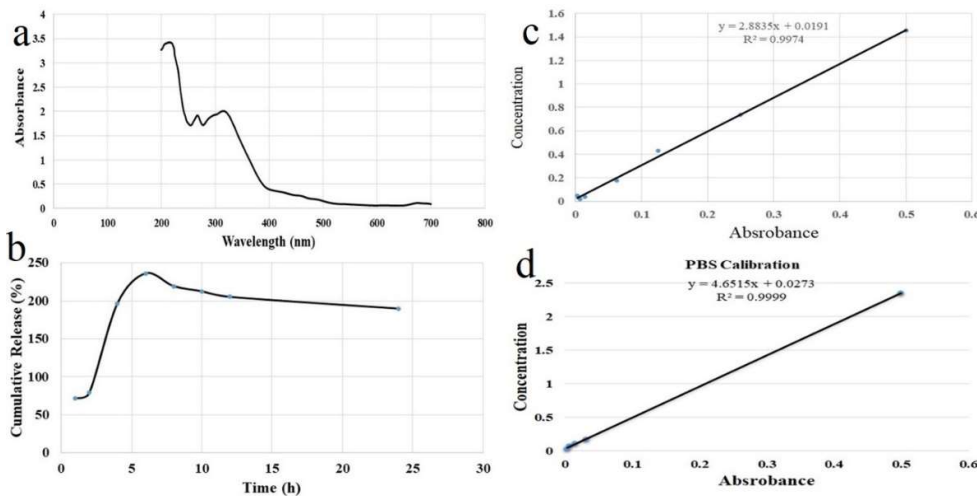 a
4
3.5
3
2.5
2
1.5
1
0.5
0
Absorbance
0 100 200 300 400 500 600 700 800
Wavelength (nm)
b
250
200
150
100
50
0
Cumulative Release (%)
0 5 10 15 20 25 30
Time (h)
c
y = 2.8835x + 0.0191
R² = 0.9974
1.6
1.4
1.2
1
0.8
0.6
0.4
0.2
0
Concentration
0 0.1 0.2 0.3 0.4 0.5 0.6
Absrobance
d
PBS Calibration
y = 4.6515x + 0.0273
R² = 0.9999
2.5
2
1.5
1
0.5
0
Concentration
0 0.1 0.2 0.3 0.4 0.5 0.6
Absrobance